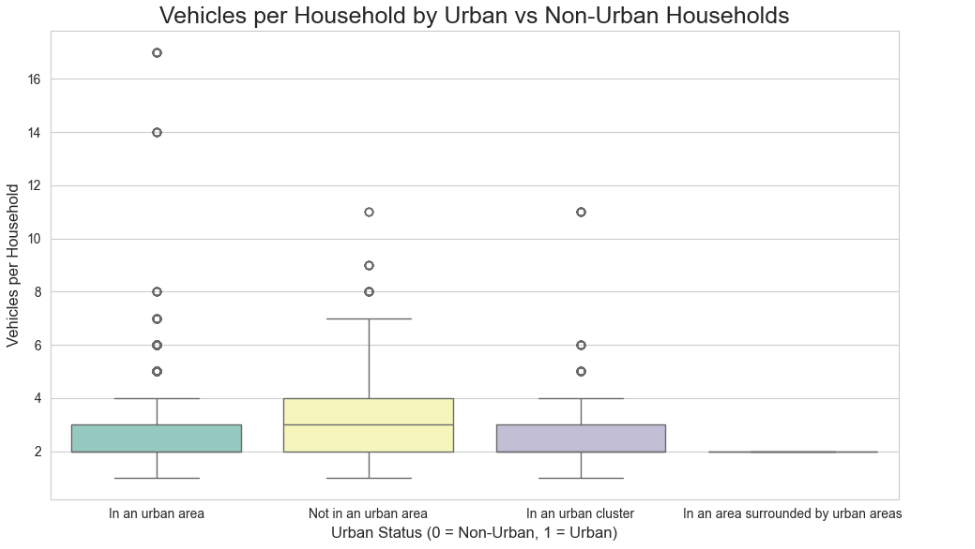 Vehicles per Household by Urban vs Non-Urban Households
Vehicles per Household
16
14
12
10
8
6
4
2
In an urban area
Not in an urban area
In an urban cluster
In an area surrounded by urban areas
Urban Status (0 = Non-Urban, 1 = Urban)